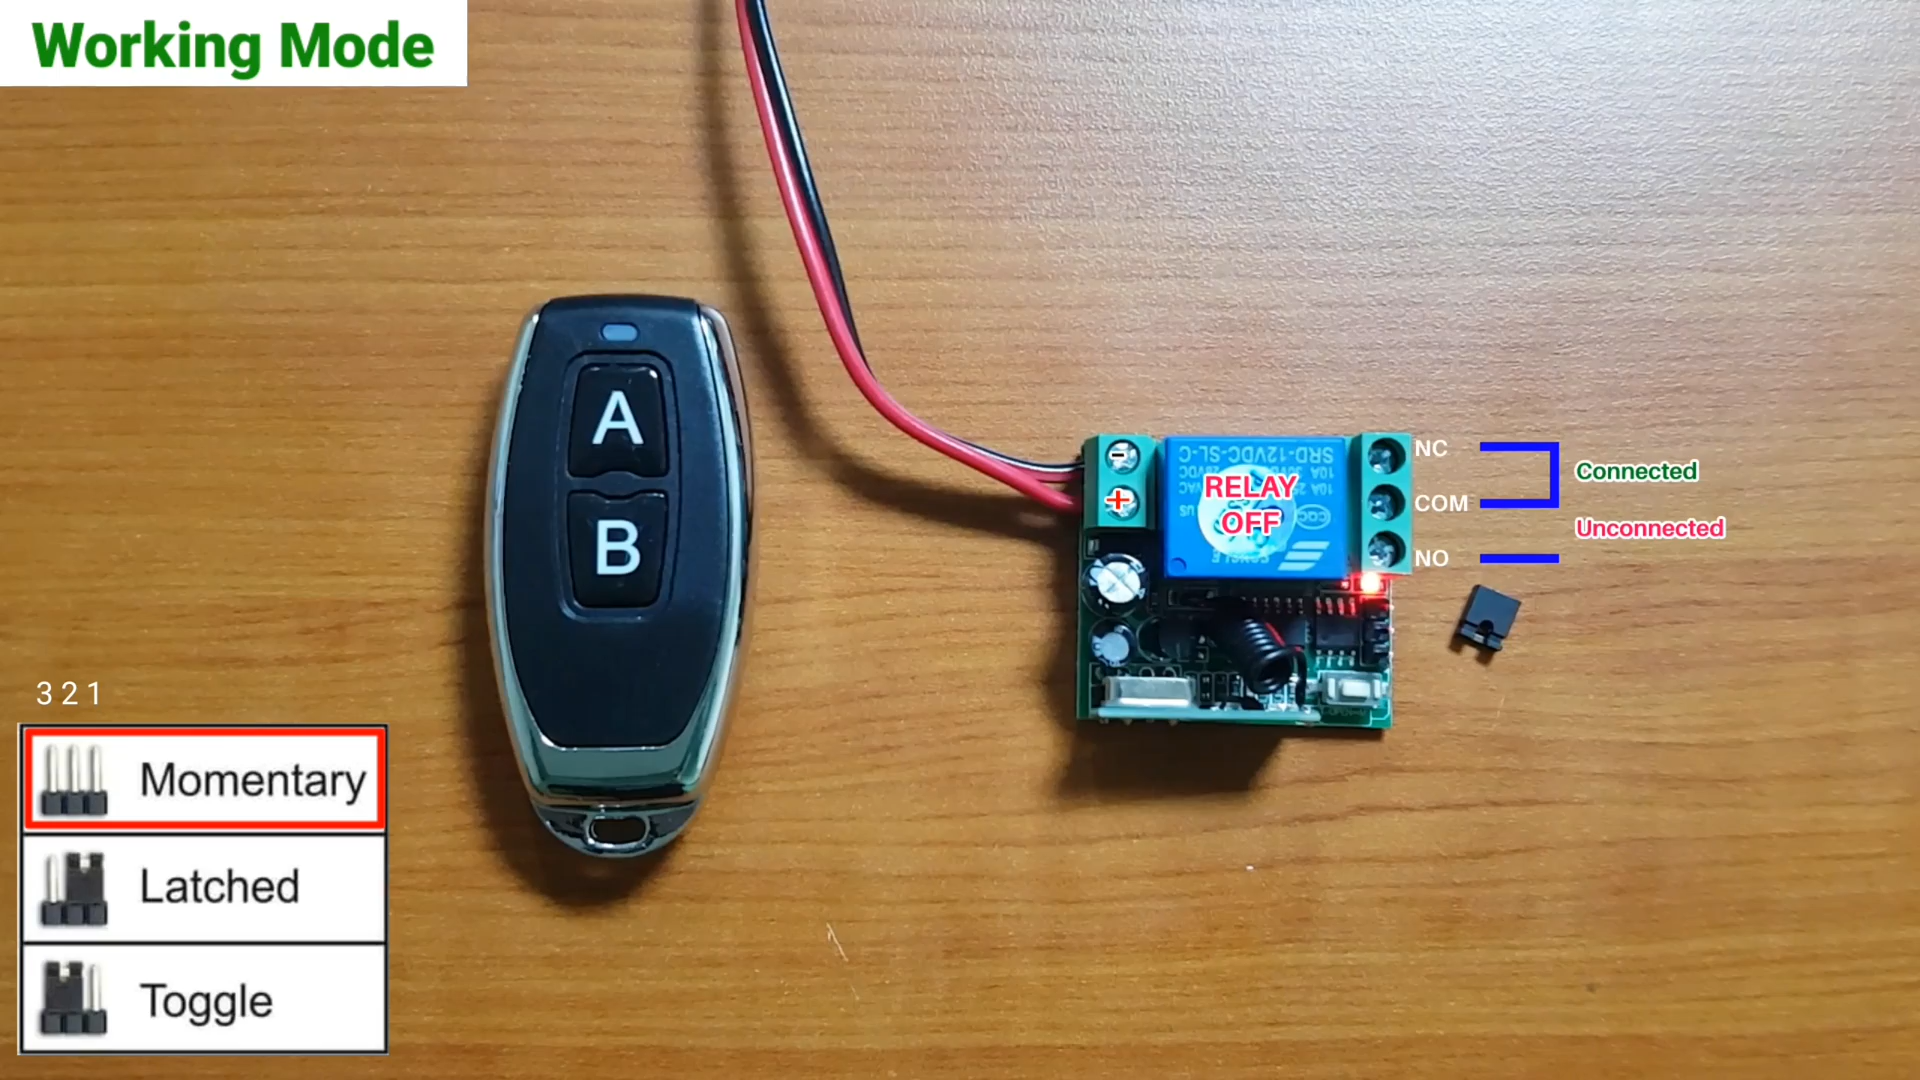 Working Mode
A
B
-
+
SRD-12VDC-SL-C
RELAY
OFF
NC
COM
NO
Connected
Unconnected
3 2 1
Momentary
Latched
Toggle